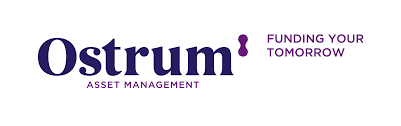 Ostrum
ASSET MANAGEMENT
FUNDING YOUR
TOMORROW